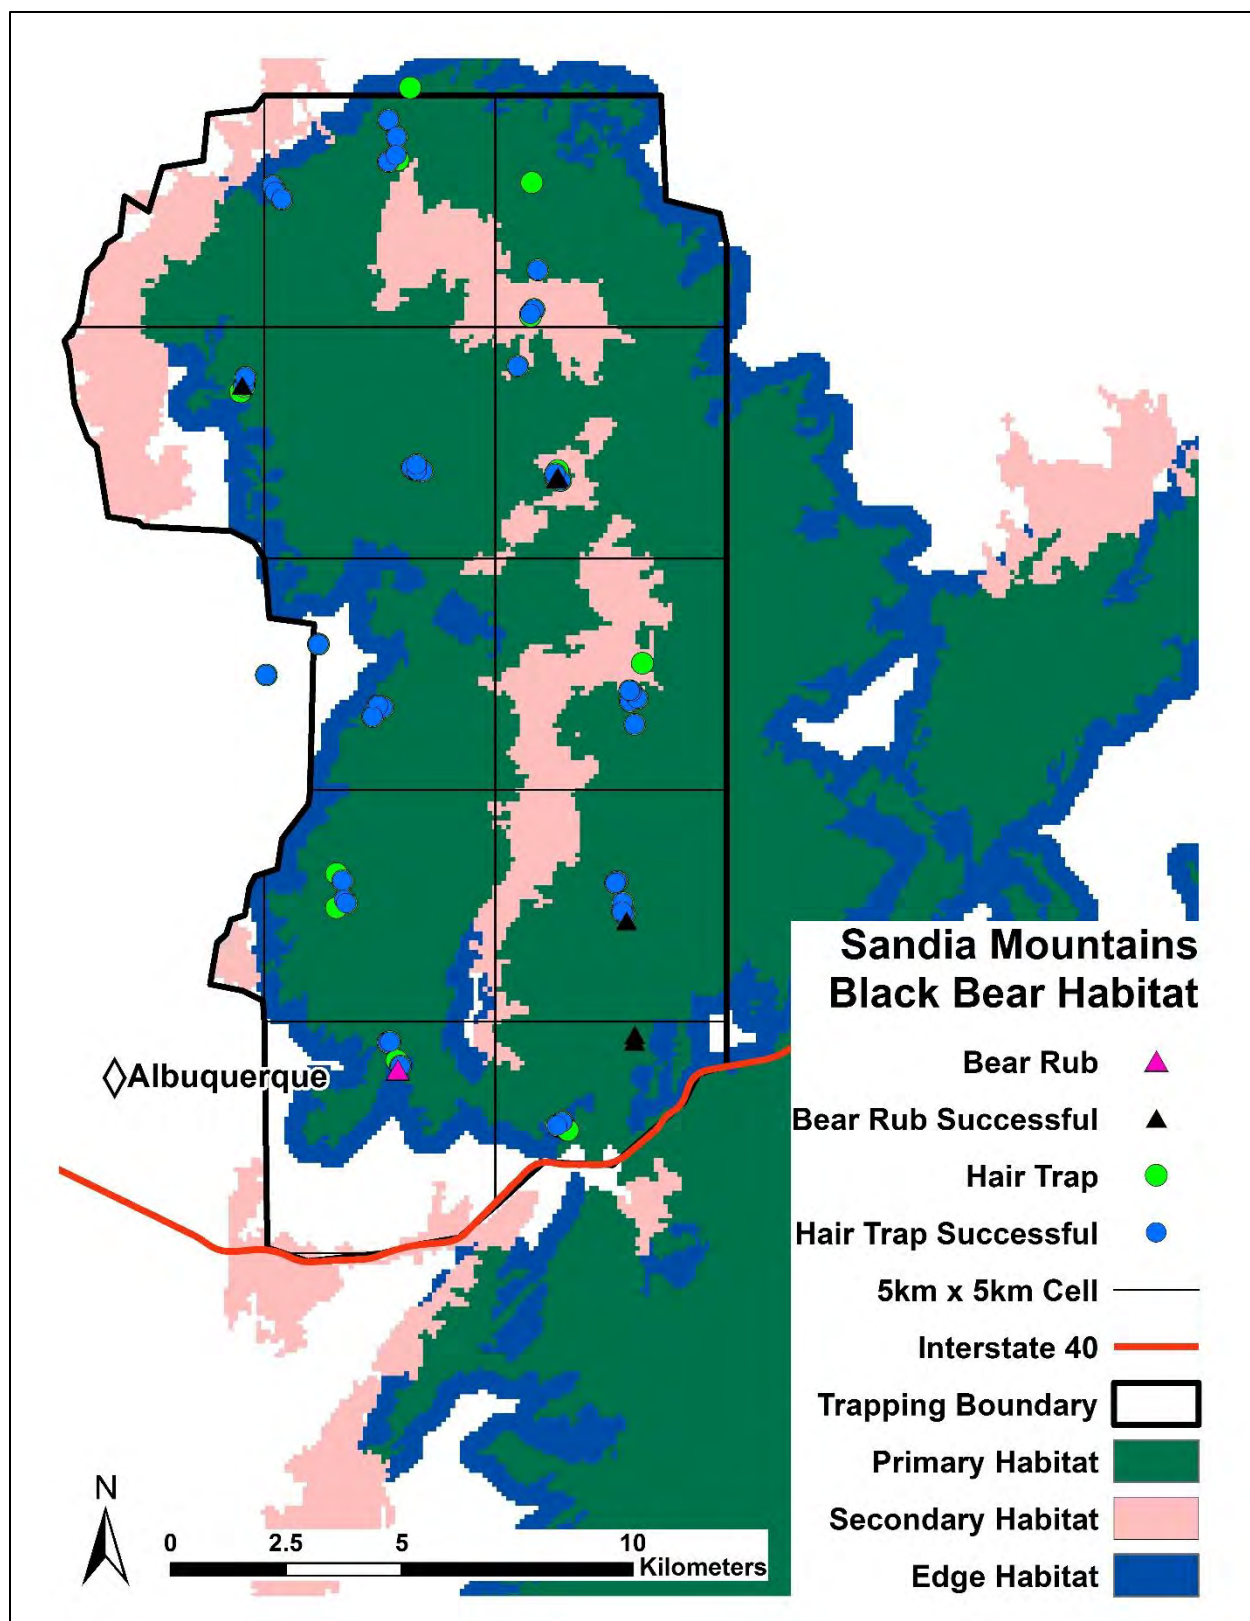 Sandia Mountains
Black Bear Habitat
Bear Rub
Bear Rub Successful
Hair Trap
Hair Trap Successful
5km x 5km Cell
Interstate 40
Trapping Boundary
Primary Habitat
Secondary Habitat
Edge Habitat
Albuquerque
N
0 2.5 5 10
Kilometers